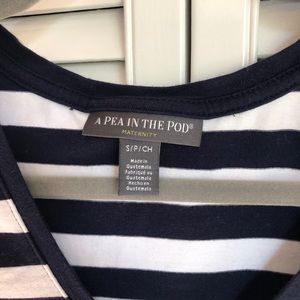 A PEA IN THE POD®
MATERNITY
S/P/CH
Made in
Guatemala
Fabriqué au
Guatemala
Hecho en
Guatemala